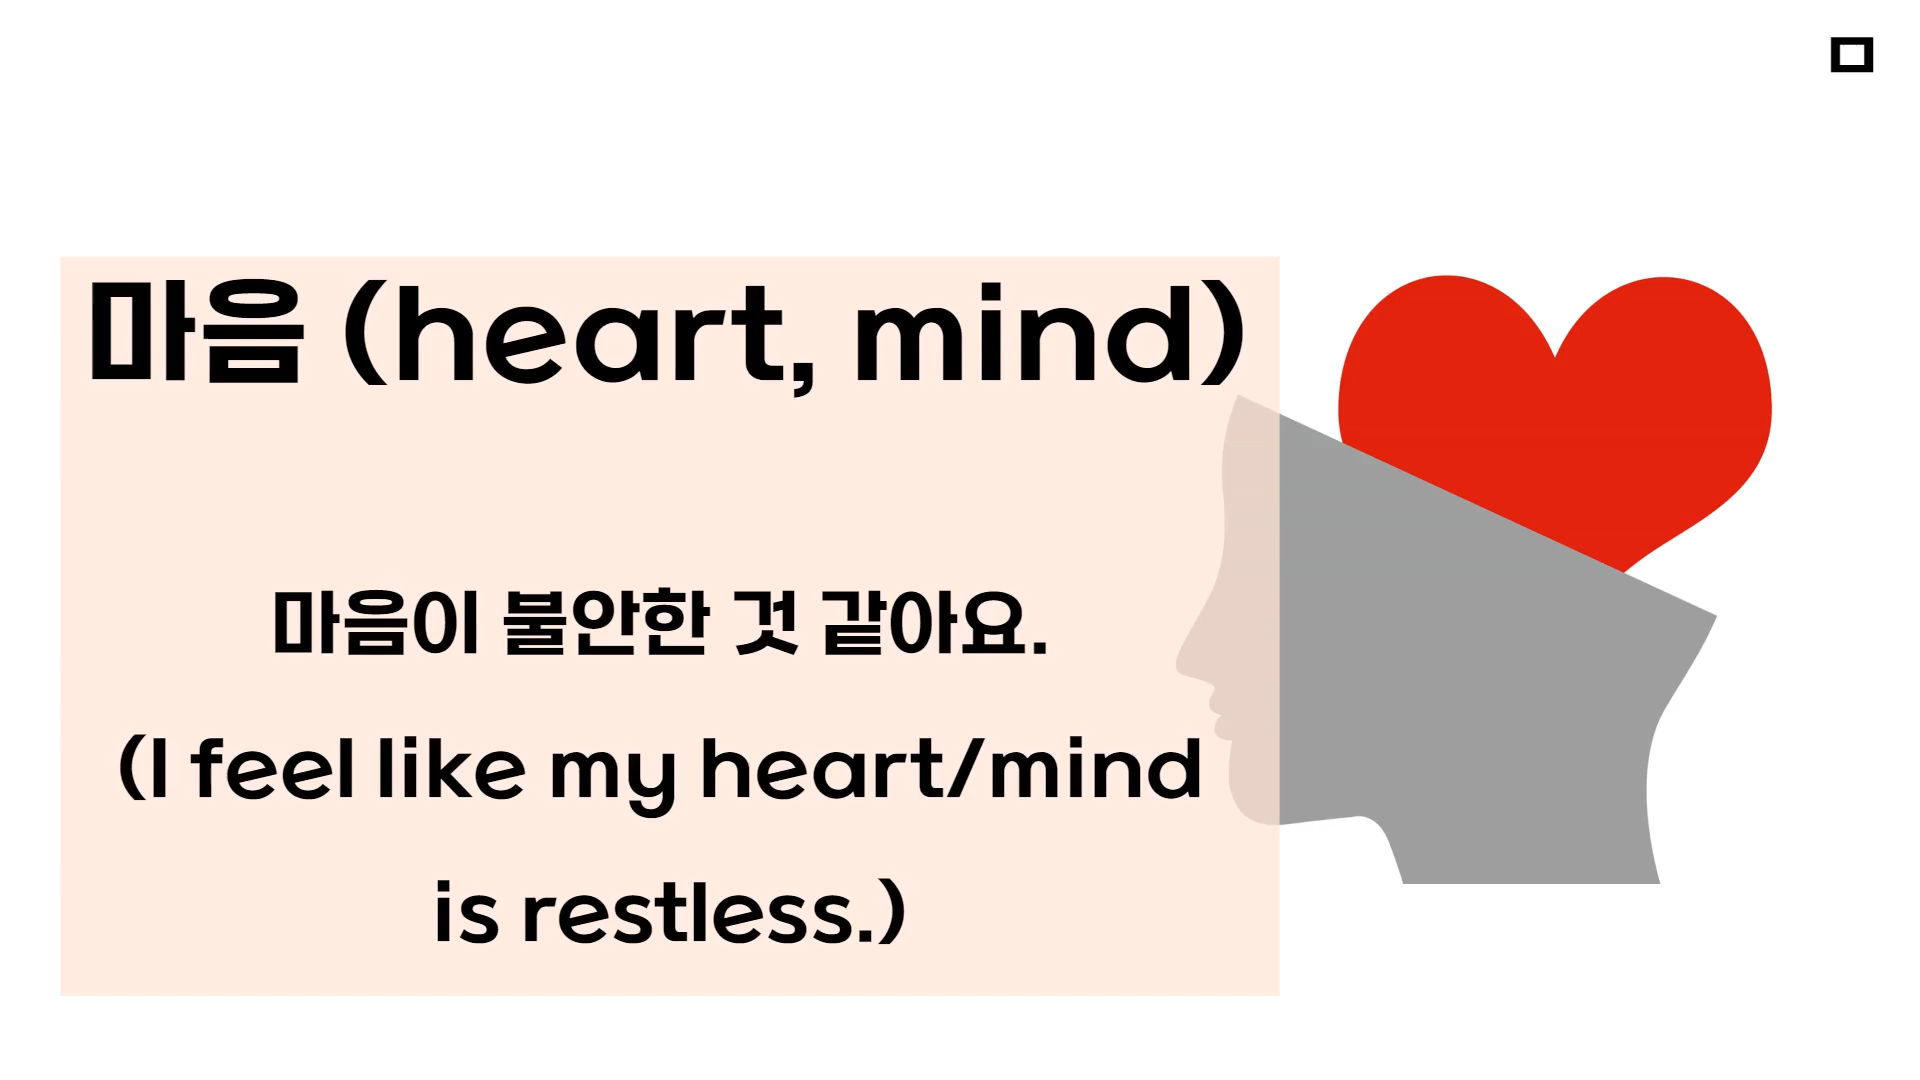 ㅁ
마음 (heart, mind)
마음이 불안한 것 같아요.
(I feel like my heart/mind
is restless.)